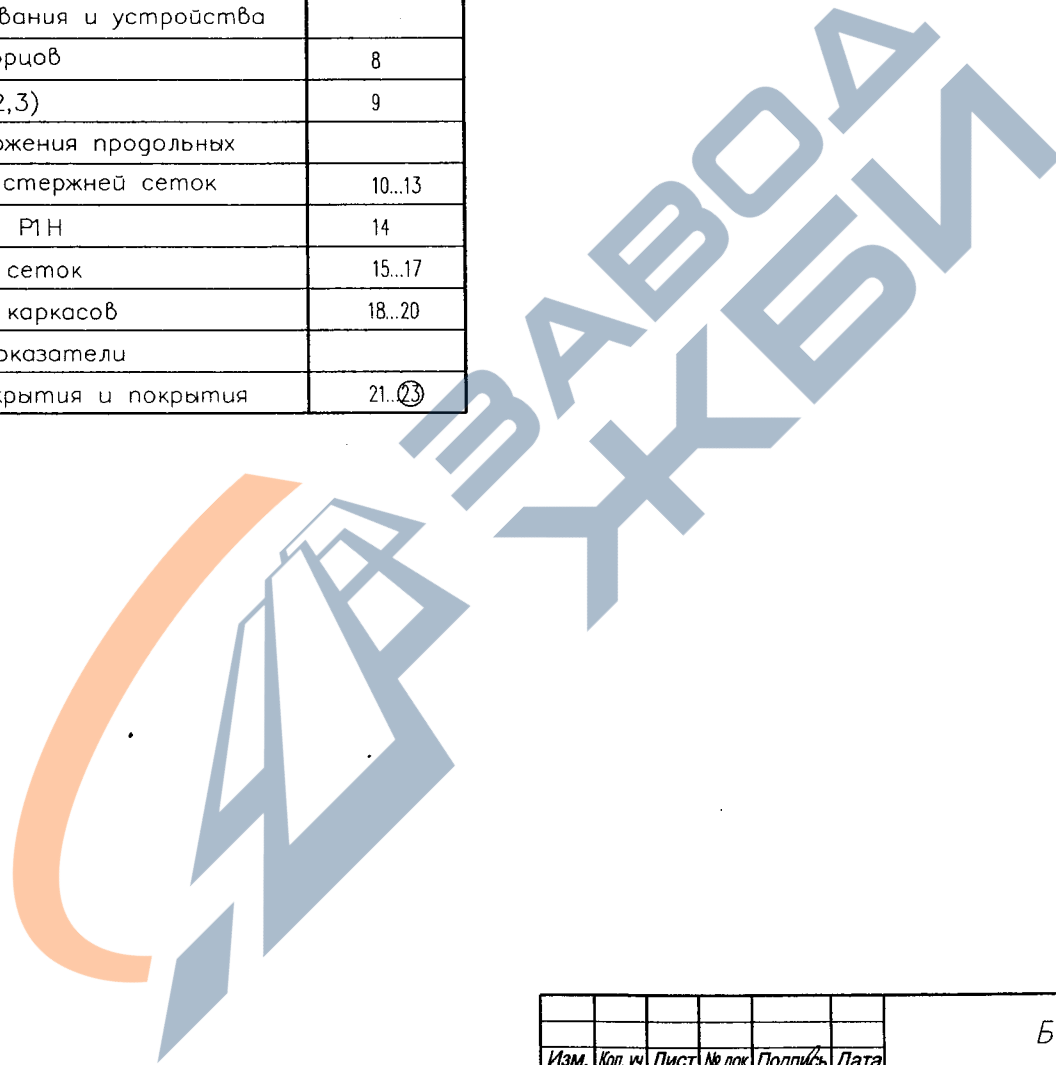 вания и устройства
рцов 8
2,3) 9
ожения продольных
стержней сеток 10...13
Р1Н 14
сеток 15...17
каркасов 18...20
оказатели
крытия и покрытия 21...23
ЗАВОД
ЖБИ
Б
Изм. Кол. уч Лист № док Подпись Дата